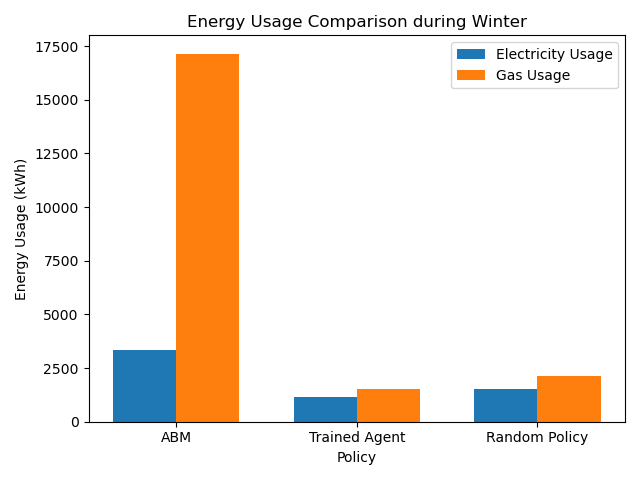 Energy Usage Comparison during Winter
Electricity Usage
Gas Usage
17500
15000
12500
10000
7500
5000
2500
0
Energy Usage (kWh)
ABM
Trained Agent
Random Policy
Policy